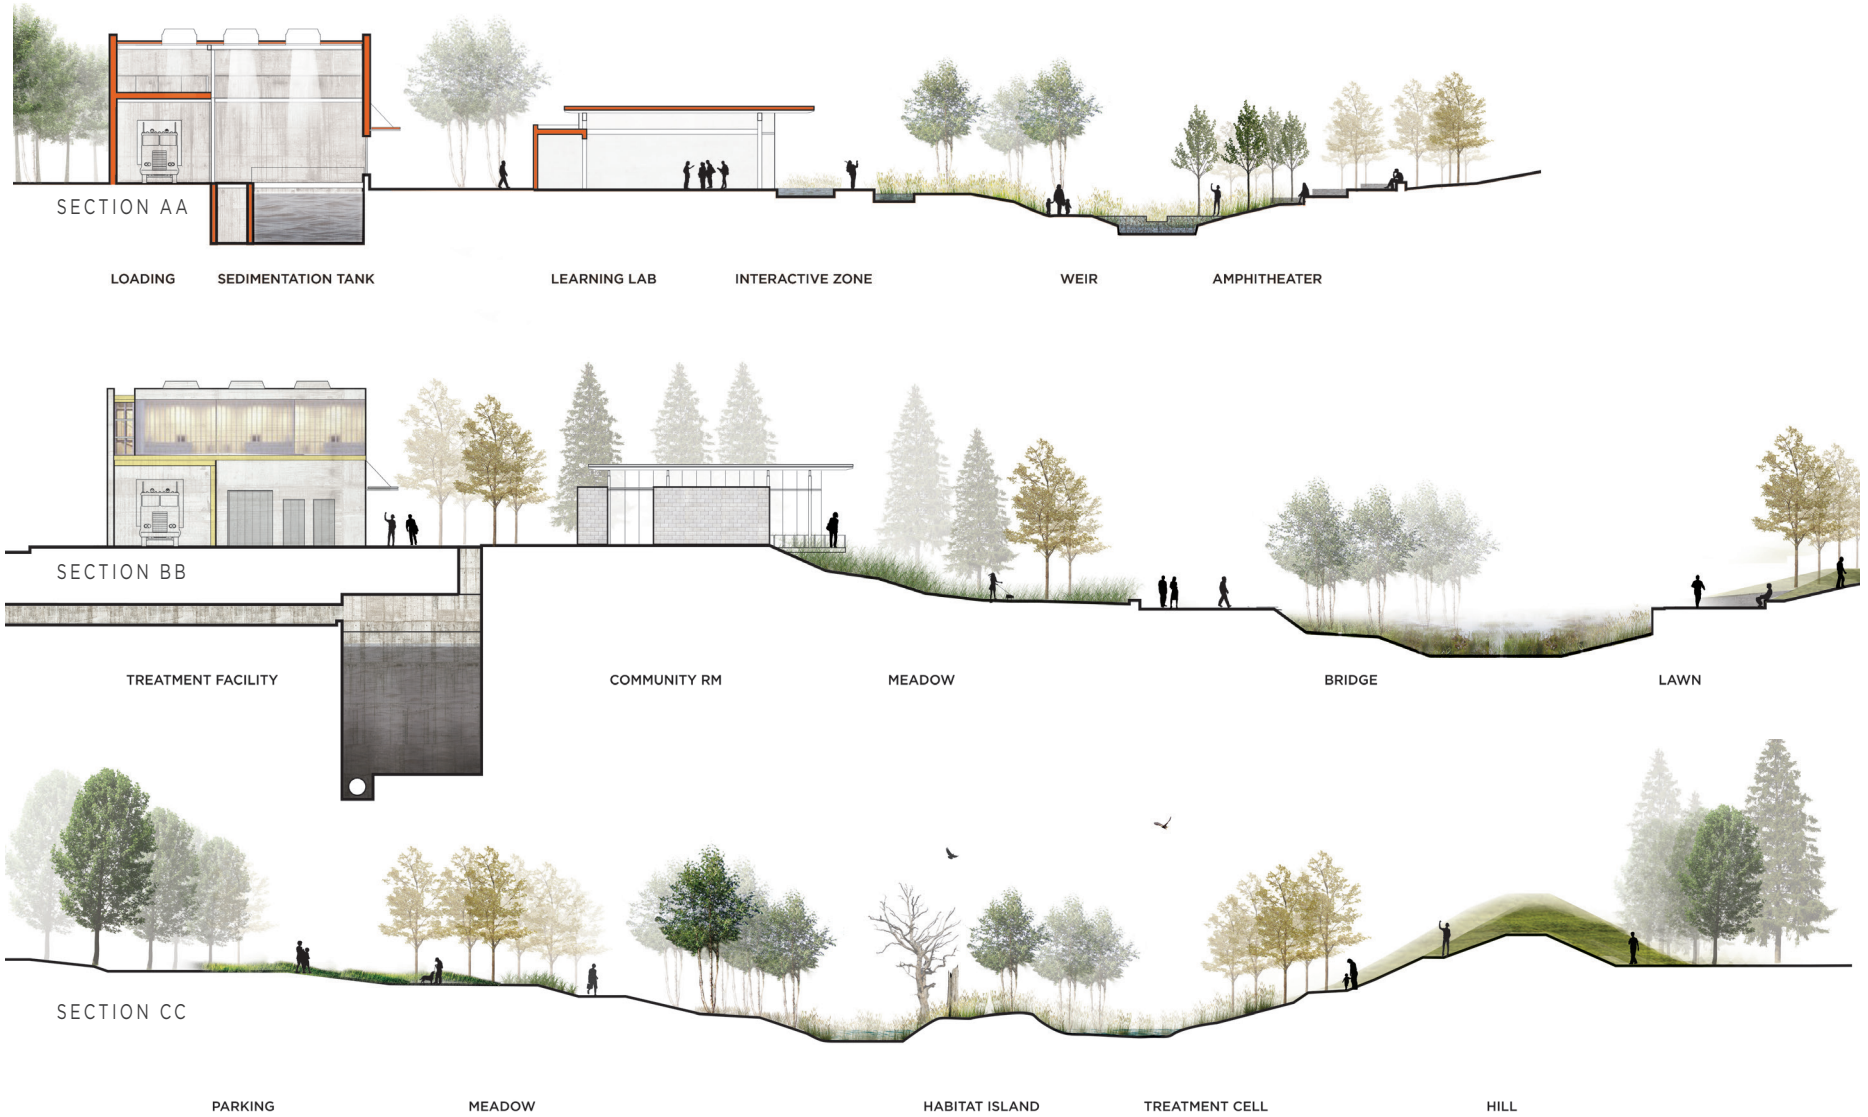 SECTION AA
LOADING
SEDIMENTATION TANK
LEARNING LAB
INTERACTIVE ZONE
WEIR
AMPHITHEATER
SECTION BB
TREATMENT FACILITY
COMMUNITY RM
MEADOW
BRIDGE
LAWN
SECTION CC
PARKING
MEADOW
HABITAT ISLAND
TREATMENT CELL
HILL